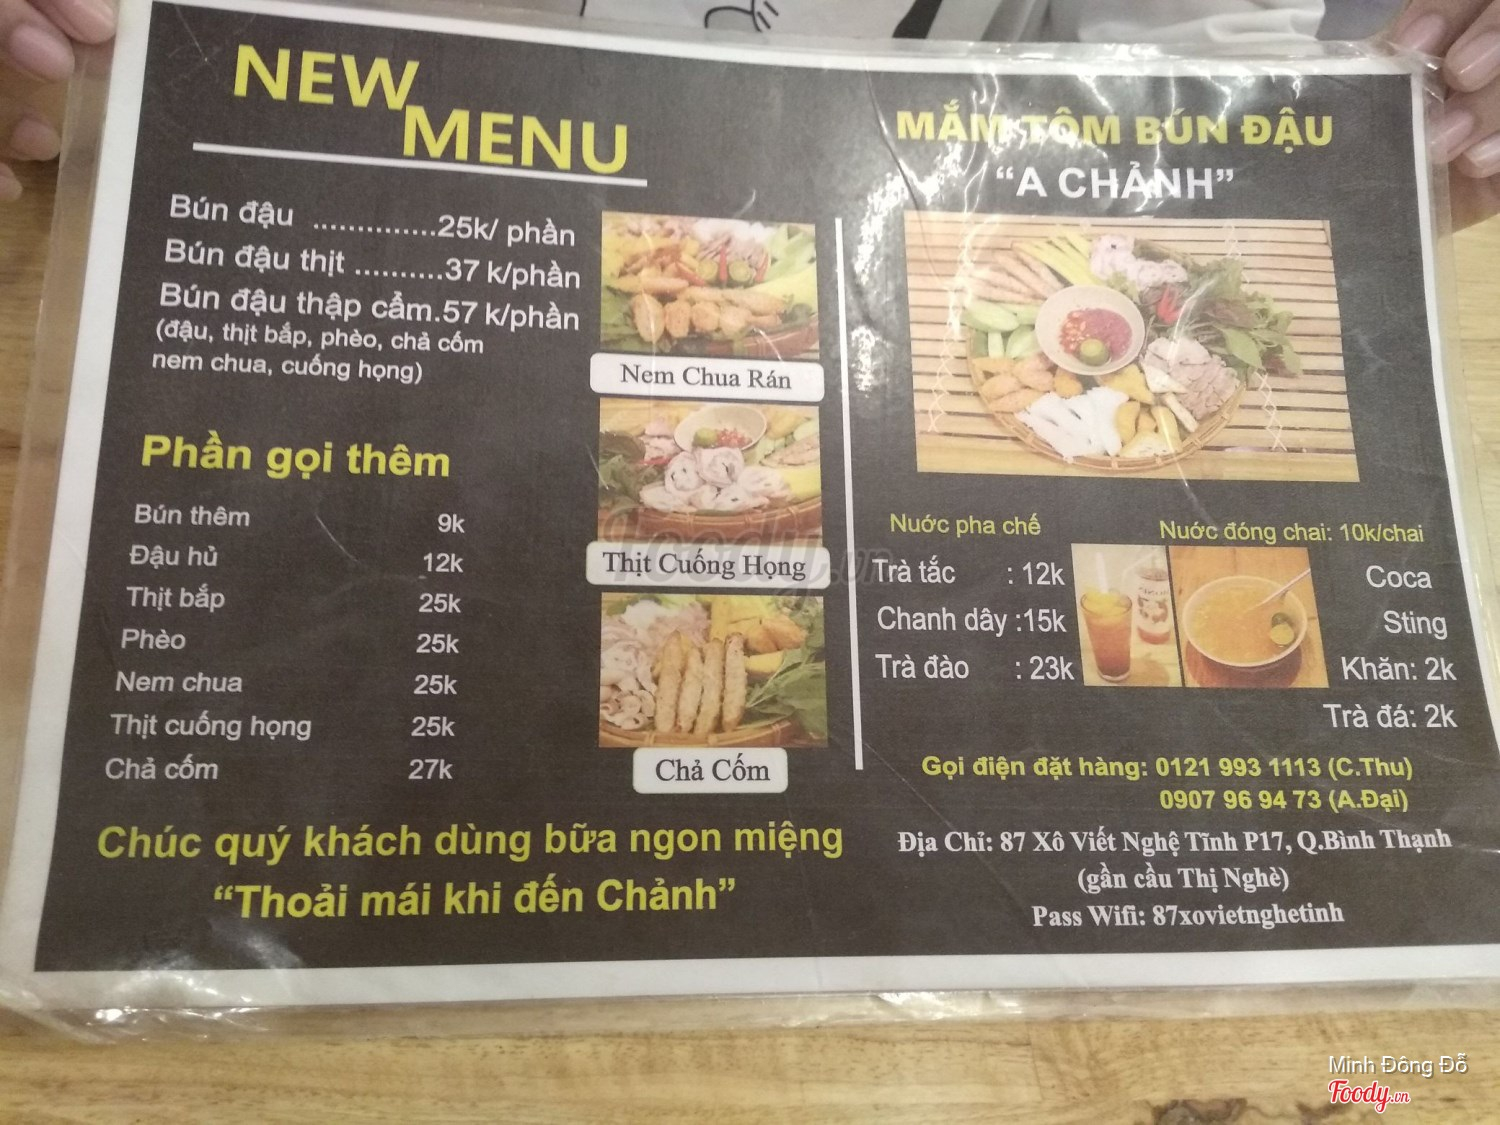 NEW
MENU
Bún đậu ..............25k/ phần
Bún đậu thịt ..........37 k/phần
Bún đậu thập cẩm.57 k/phần
(đậu, thịt bắp, phèo, chả cốm
nem chua, cuống họng)
Phần gọi thêm
Bún thêm 9k
Đậu hủ 12k
Thịt bắp 25k
Phèo 25k
Nem chua 25k
Thịt cuống họng 25k
Chả cốm 27k
Nem Chua Rán
Thịt Cuống Họng
Chả Cốm
Chúc quý khách dùng bữa ngon miệng
“Thoải mái khi đến Chảnh”
MẮM TÔM BÚN ĐẬU
“A CHẢNH”
Nước pha chế
Trà tắc : 12k
Chanh dây :15k
Trà đào : 23k
Nước đóng chai: 10k/chai
Coca
Sting
Khăn: 2k
Trà đá: 2k
Gọi điện đặt hàng: 0121 993 1113 (C.Thu)
0907 96 94 73 (A.Đại)
Địa Chỉ: 87 Xô Viết Nghệ Tĩnh P17, Q.Bình Thạnh
(gần cầu Thị Nghè)
Pass Wifi: 87xovietnghetinh
Foody.vn
Minh Đông Đỗ
Foody.vn